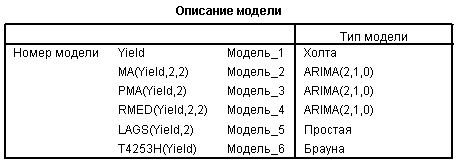 Описание модели
Тип модели
Номер модели Yield Модель_1 Холта
MA(Yield,2,2) Модель_2 ARIMA(2,1,0)
PMA(Yield,2) Модель_3 ARIMA(2,1,0)
RMED(Yield,2,2) Модель_4 ARIMA(2,1,0)
LAGS(Yield,2) Модель_5 Простая
T4253H(Yield) Модель_6 Брауна